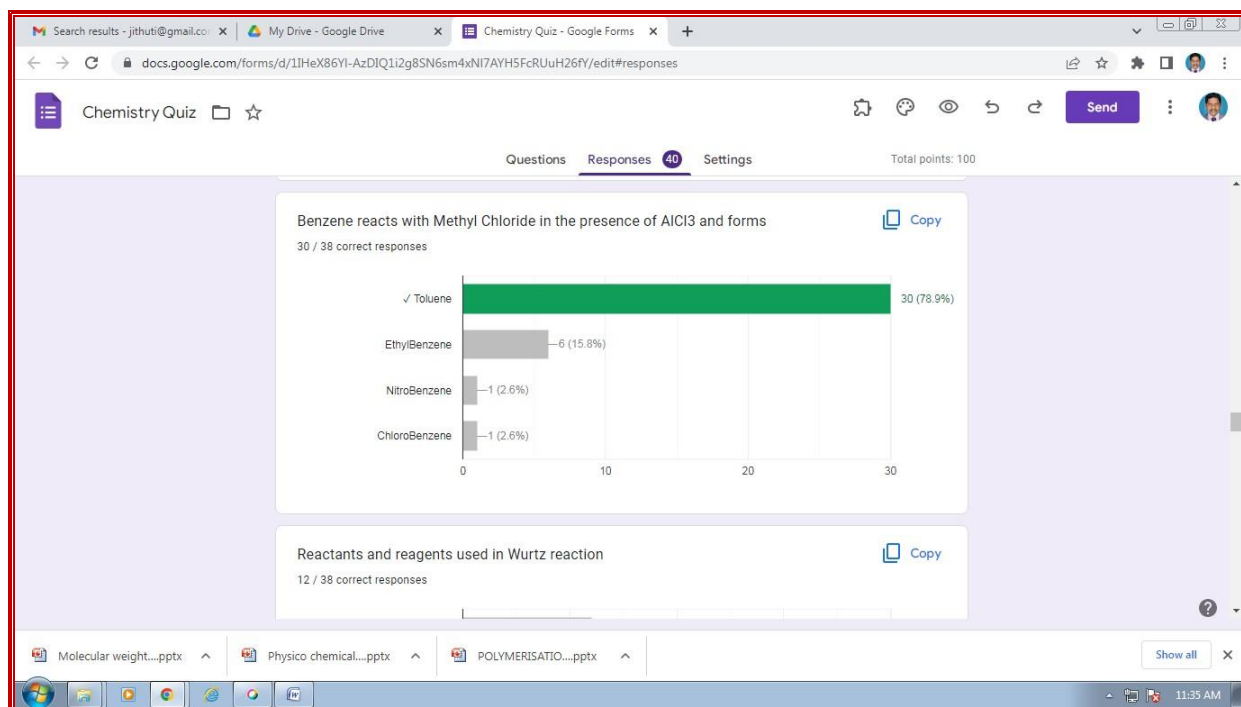 Search results - jithuti@gmail.co
My Drive - Google Drive
Chemistry Quiz - Google Forms
docs.google.com/forms/d/1IHeX86YI-AzDIQ1i2g8SN6sm4xNI7AYH5FcRUuH26fY/edit#responses
Chemistry Quiz
Send
Questions Responses 40 Settings Total points: 100
Benzene reacts with Methyl Chloride in the presence of AlCl3 and forms
Copy
30 / 38 correct responses
✓ Toluene 30 (78.9%)
EthylBenzene 6 (15.8%)
NitroBenzene 1 (2.6%)
ChloroBenzene 1 (2.6%)
0 10 20 30
Reactants and reagents used in Wurtz reaction
Copy
12 / 38 correct responses
Molecular weight....pptx
Physico chemical....pptx
POLYMERISATIO....pptx
Show all
11:35 AM